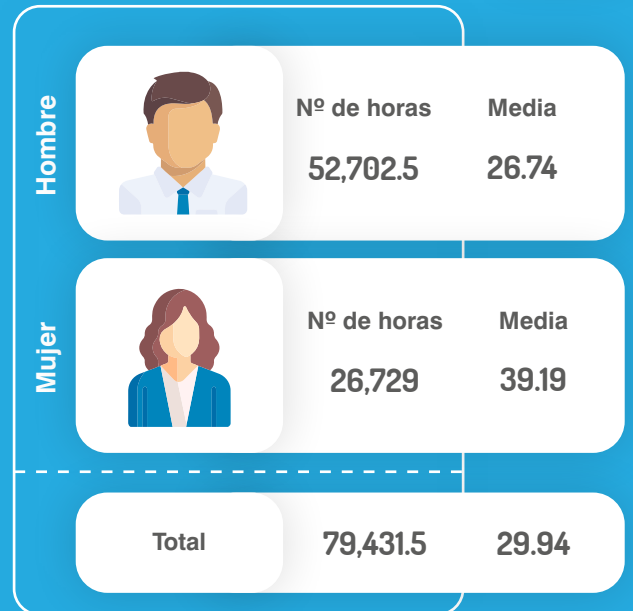 Hombre
Nº de horas Media
52,702.5 26.74
Mujer
Nº de horas Media
26,729 39.19
Total 79,431.5 29.94